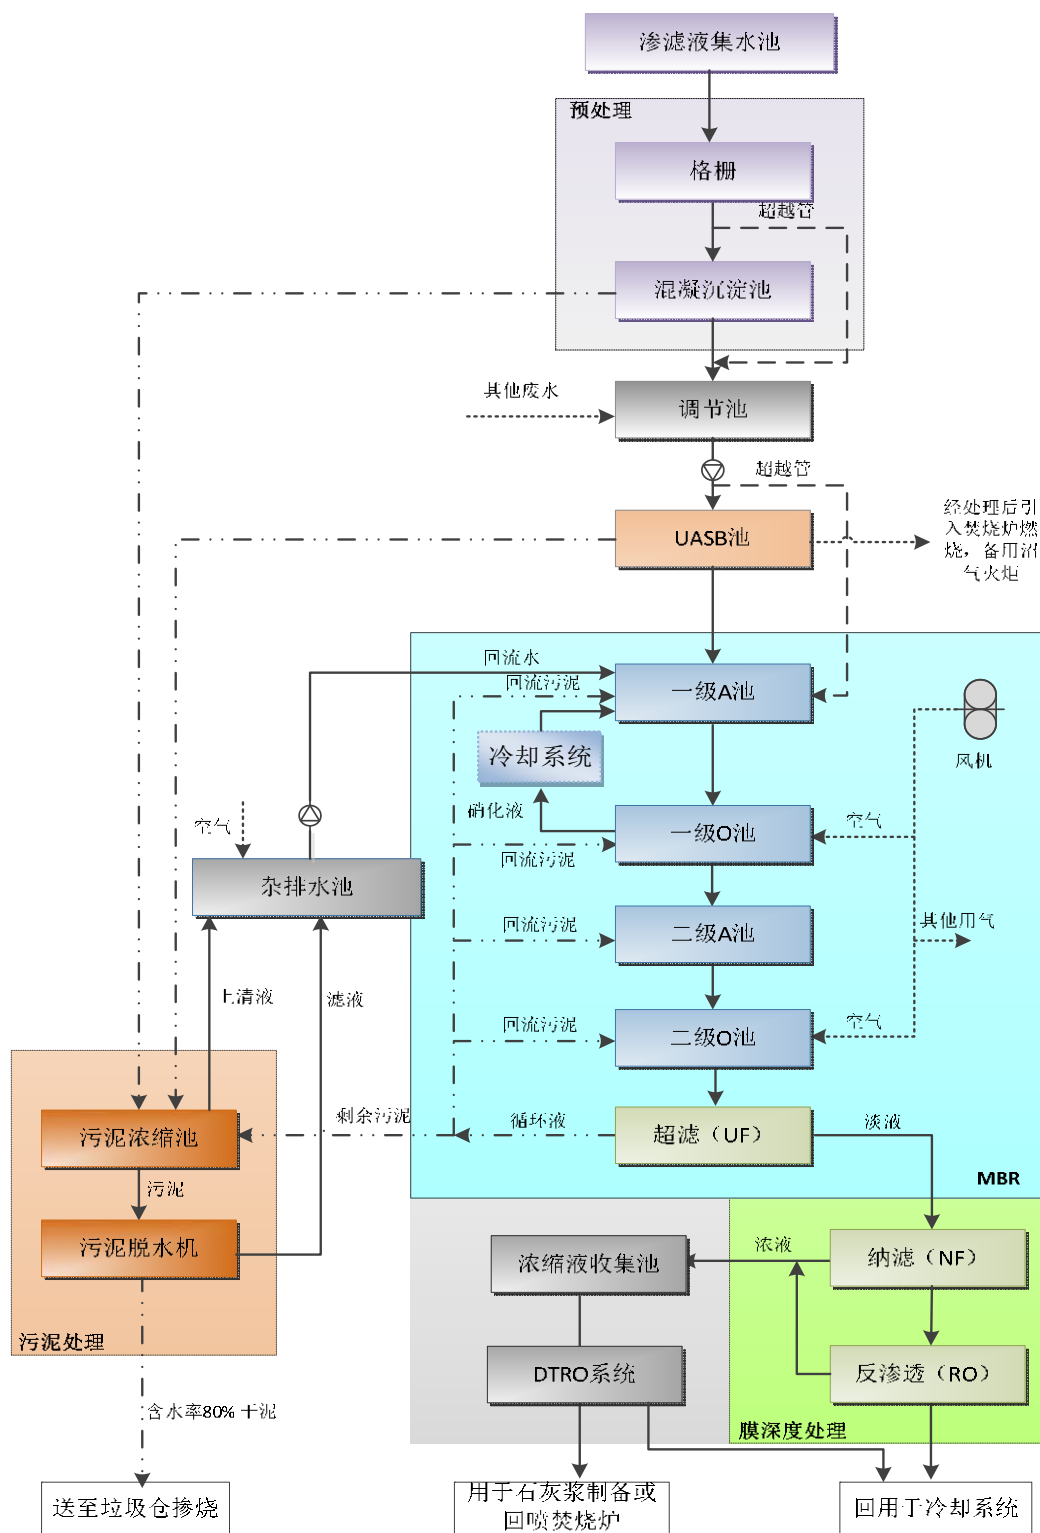 渗滤液集水池
预处理
格栅
超越管
混凝沉淀池
其他废水
调节池
超越管
UASB池
经处理后引
入焚烧炉燃
烧，备用沼
气火炬
回流水
回流污泥
一级A池
冷却系统
风机
硝化液
空气
一级O池
空气
回流污泥
杂排水池
回流污泥
二级A池
其他用气
上清液
滤液
回流污泥
二级O池
空气
污泥浓缩池
剩余污泥
循环液
超滤（UF）
淡液
MBR
污泥
污泥脱水机
浓缩液收集池
浓液
纳滤（NF）
污泥处理
DTRO系统
反渗透（RO）
膜深度处理
含水率80% 干泥
送至垃圾仓掺烧
用于石灰浆制备或
回喷焚烧炉
回用于冷却系统